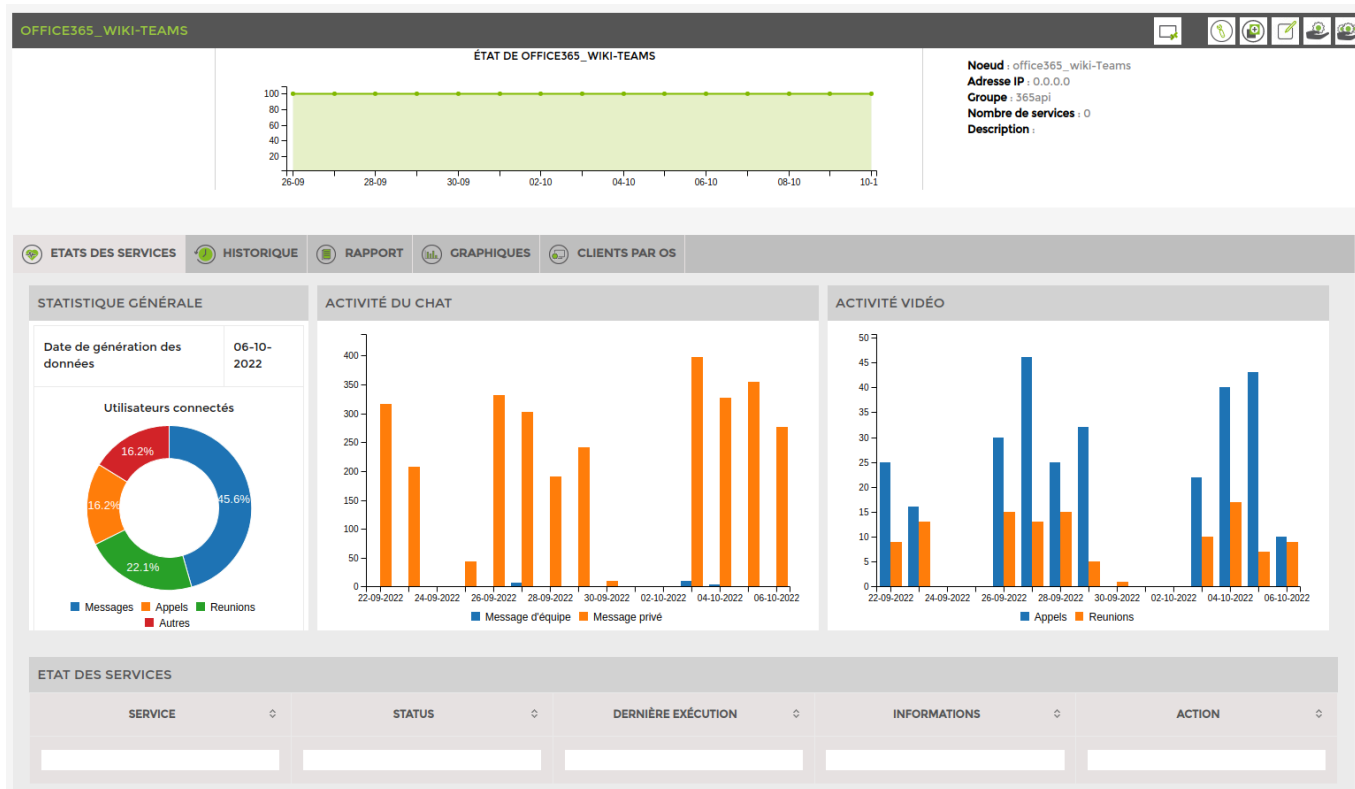 OFFICE365_WIKI-TEAMS
ÉTAT DE OFFICE365_WIKI-TEAMS
100
80
60
40
20
26-09 28-09 30-09 02-10 04-10 06-10 08-10 10-1
Noeud : office365_wiki-Teams
Adresse IP : 0.0.0.0
Groupe : 365api
Nombre de services : 0
Description :
ETATS DES SERVICES HISTORIQUE RAPPORT GRAPHIQUES CLIENTS PAR OS
STATISTIQUE GÉNÉRALE
Date de génération des
données
06-10-
2022
Utilisateurs connectés
16.2%
45.6%
16.2%
22.1%
Messages Appels Reunions
Autres
ACTIVITÉ DU CHAT
400
350
300
250
200
150
100
50
0
22-09-2022 24-09-2022 26-09-2022 28-09-2022 30-09-2022 02-10-2022 04-10-2022 06-10-2022
Message d'équipe Message privé
ACTIVITÉ VIDÉO
50
45
40
35
30
25
20
15
10
5
0
22-09-2022 24-09-2022 26-09-2022 28-09-2022 30-09-2022 02-10-2022 04-10-2022 06-10-2022
Appels Reunions
ETAT DES SERVICES
SERVICE STATUS DERNIÈRE EXÉCUTION INFORMATIONS ACTION